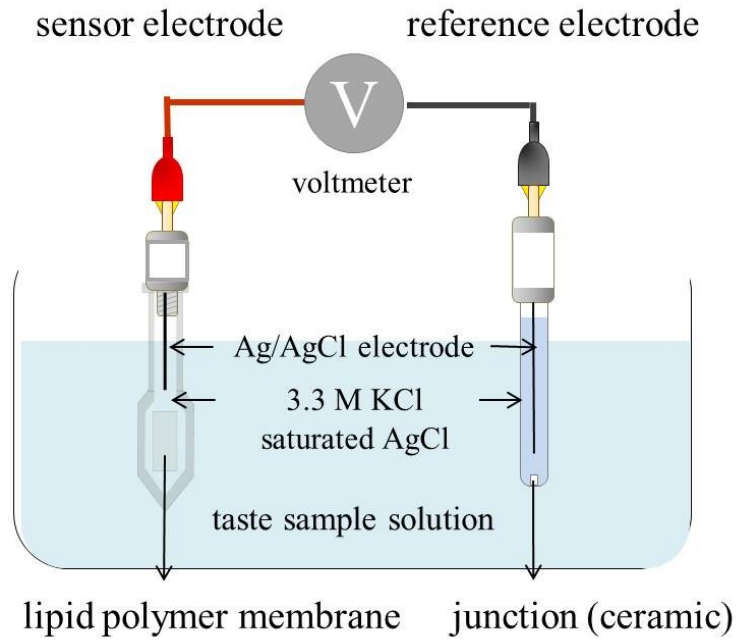 sensor electrode
reference electrode
V
voltmeter
Ag/AgCl electrode
3.3 M KCl
saturated AgCl
taste sample solution
lipid polymer membrane
junction (ceramic)